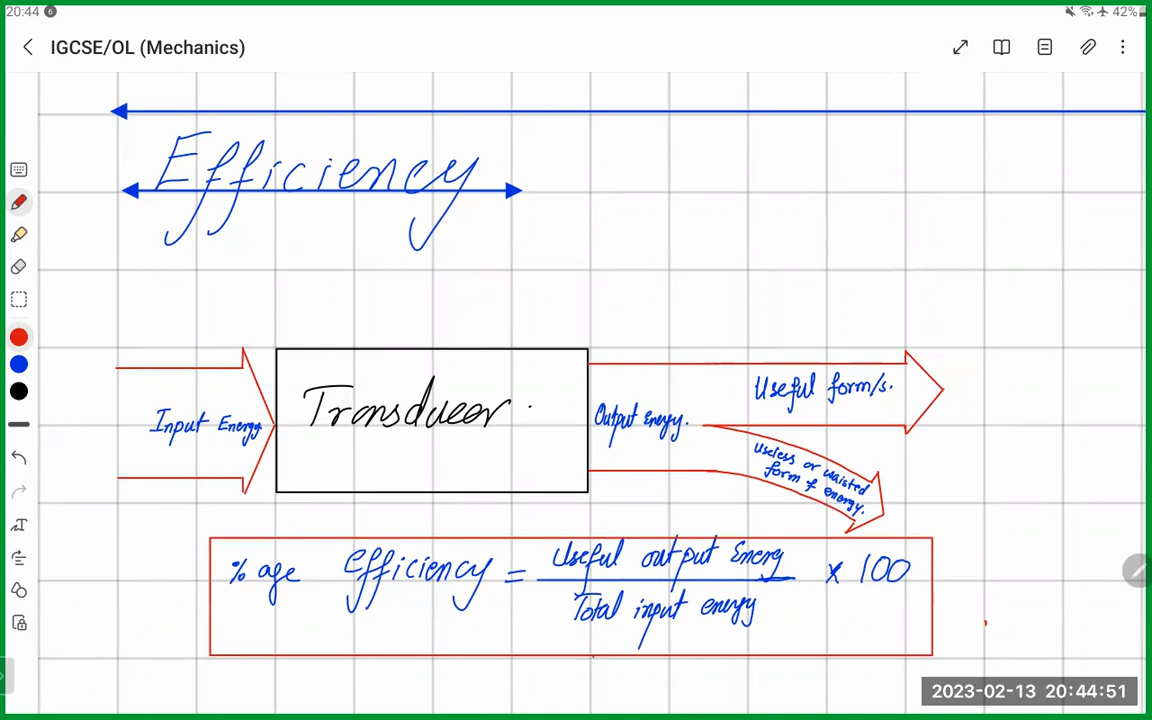 20:44 6
42%
IGCSE/OL (Mechanics)
Efficiency
Input Energy
Transducer.
Output Energy.
Useful form/s.
useless or waisted
form of energy.
% age Efficiency = Useful output Energy × 100
Total input energy
2023-02-13 20:44:51